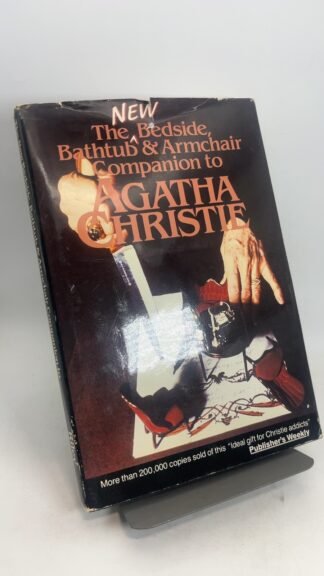 NEW
The ^ Bedside,
Bathtub & Armchair
Companion to
AGATHA
CHRISTIE
More than 200,000 copies sold of this "Ideal gift for Christie addicts"
Publisher's Weekly